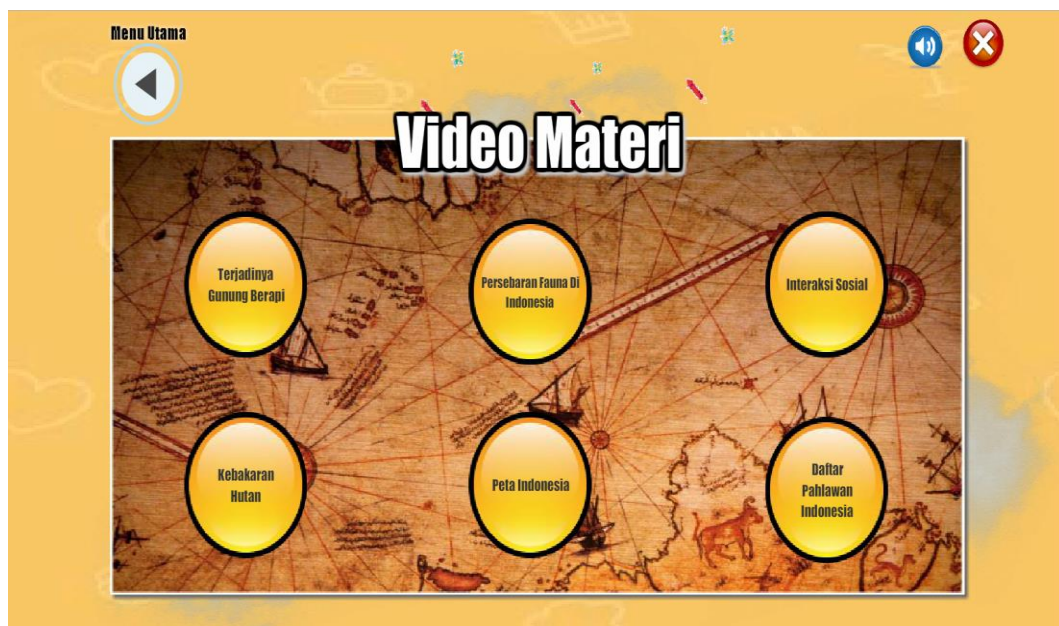 Menu Utama
Video Materi
Terjadinya
Gunung Berapi
Persebaran Fauna Di
Indonesia
Interaksi Sosial
Kebakaran
Hutan
Peta Indonesia
Daftar
Pahlawan
Indonesia